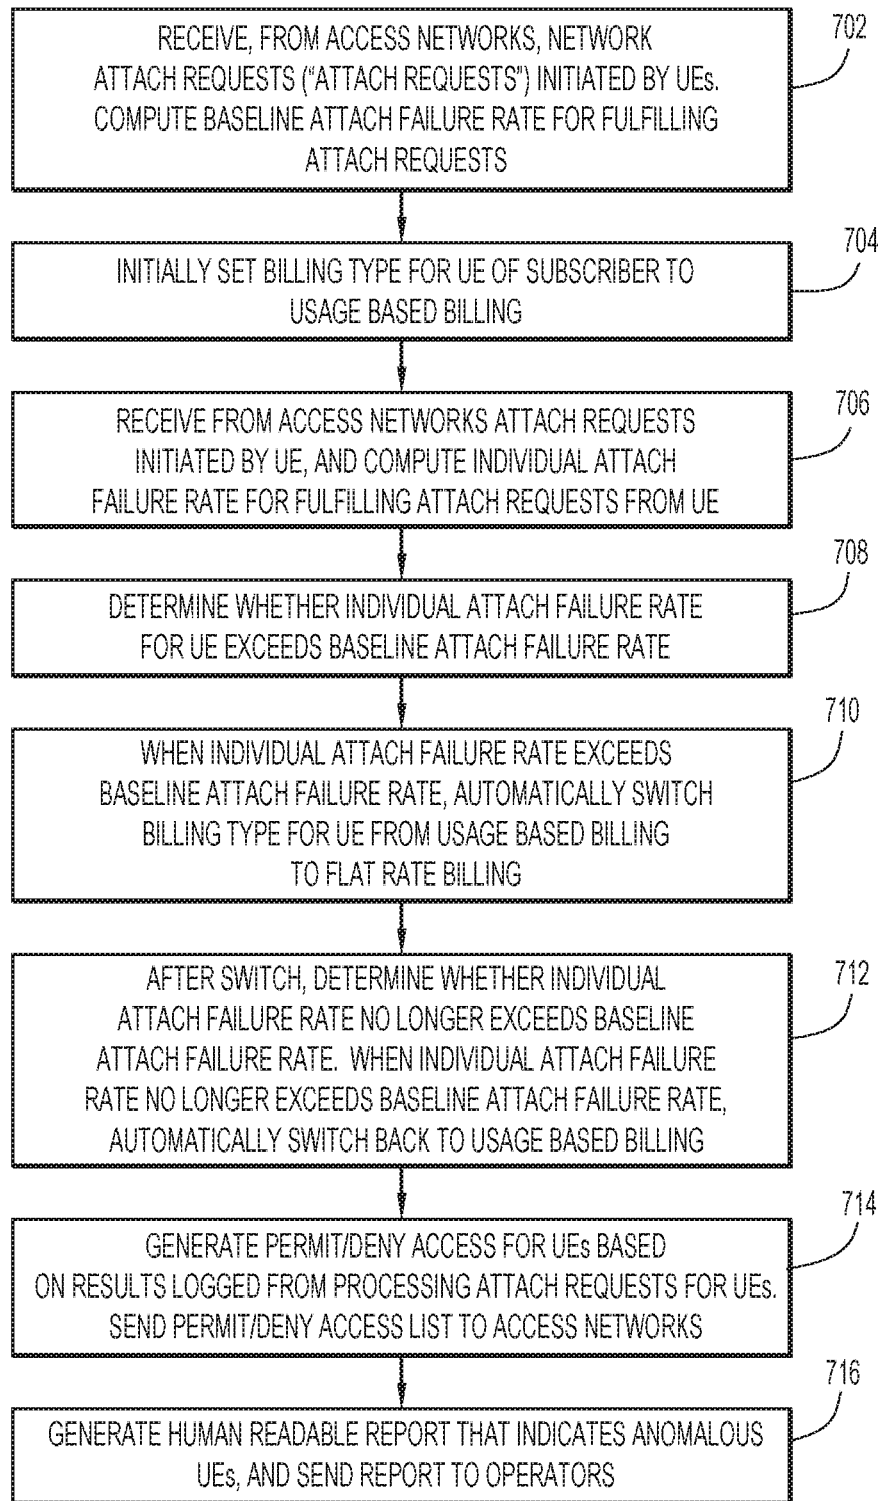 RECEIVE, FROM ACCESS NETWORKS, NETWORK
ATTACH REQUESTS ("ATTACH REQUESTS") INITIATED BY UEs.
COMPUTE BASELINE ATTACH FAILURE RATE FOR FULFILLING
ATTACH REQUESTS
702
INITIALLY SET BILLING TYPE FOR UE OF SUBSCRIBER TO
USAGE BASED BILLING
704
RECEIVE FROM ACCESS NETWORKS ATTACH REQUESTS
INITIATED BY UE, AND COMPUTE INDIVIDUAL ATTACH
FAILURE RATE FOR FULFILLING ATTACH REQUESTS FROM UE
706
DETERMINE WHETHER INDIVIDUAL ATTACH FAILURE RATE
FOR UE EXCEEDS BASELINE ATTACH FAILURE RATE
708
WHEN INDIVIDUAL ATTACH FAILURE RATE EXCEEDS
BASELINE ATTACH FAILURE RATE, AUTOMATICALLY SWITCH
BILLING TYPE FOR UE FROM USAGE BASED BILLING
TO FLAT RATE BILLING
710
AFTER SWITCH, DETERMINE WHETHER INDIVIDUAL
ATTACH FAILURE RATE NO LONGER EXCEEDS BASELINE
ATTACH FAILURE RATE. WHEN INDIVIDUAL ATTACH FAILURE
RATE NO LONGER EXCEEDS BASELINE ATTACH FAILURE RATE,
AUTOMATICALLY SWITCH BACK TO USAGE BASED BILLING
712
GENERATE PERMIT/DENY ACCESS FOR UEs BASED
ON RESULTS LOGGED FROM PROCESSING ATTACH REQUESTS FOR UEs.
SEND PERMIT/DENY ACCESS LIST TO ACCESS NETWORKS
714
GENERATE HUMAN READABLE REPORT THAT INDICATES ANOMALOUS
UEs, AND SEND REPORT TO OPERATORS
716